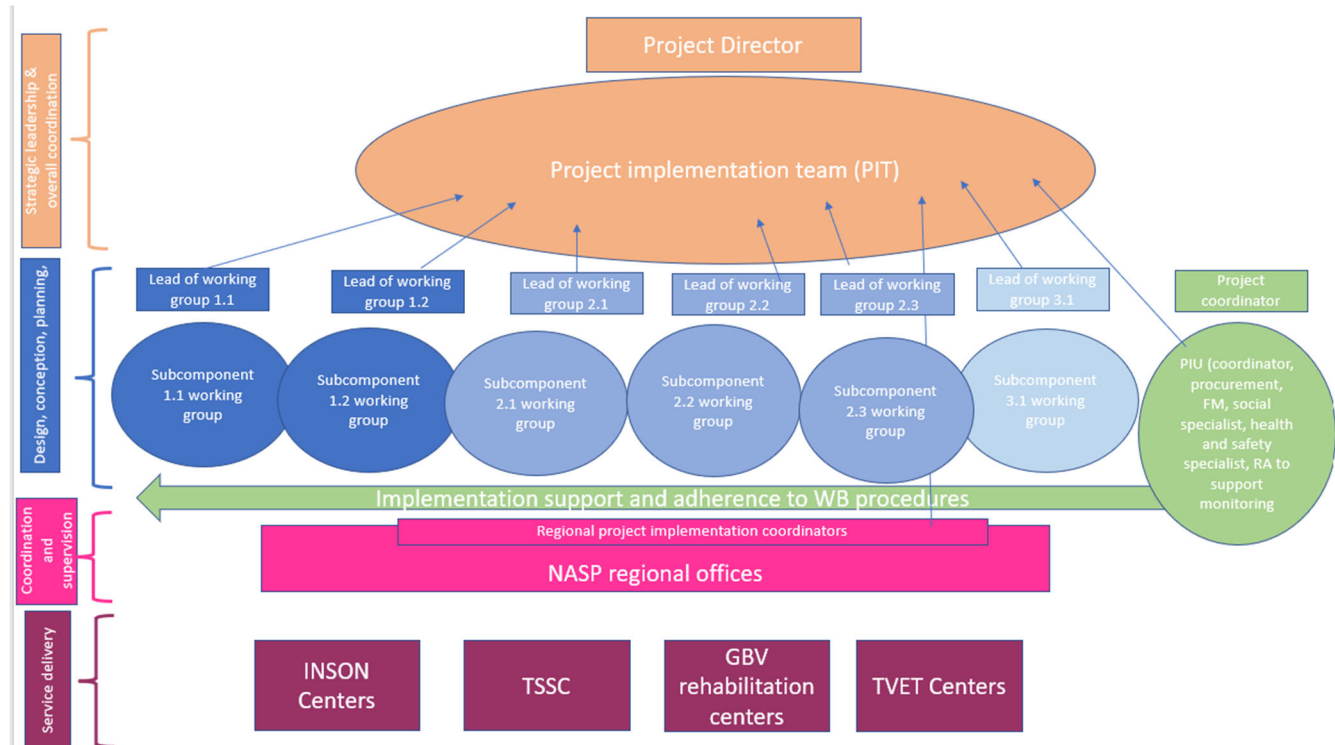 Project Director
Strategic leadership &
overall coordination
Project implementation team (PIT)
Design, conception, planning,
Lead of working
group 1.1
Lead of working
group 1.2
Lead of working
group 2.1
Lead of working
group 2.2
Lead of working
group 2.3
Lead of working
group 3.1
Project
coordinator
Subcomponent
1.1 working
group
Subcomponent
1.2 working
group
Subcomponent
2.1 working
group
Subcomponent
2.2 working
group
Subcomponent
2.3 working
group
Subcomponent
3.1 working
group
PIU (coordinator,
procurement,
FM, social
specialist, health
and safety
specialist, RA to
support
monitoring
Implementation support and adherence to WB procedures
Coordination
and
supervision
Regional project implementation coordinators
NASP regional offices
Service delivery
INSON
Centers
TSSC
GBV
rehabilitation
centers
TVET Centers